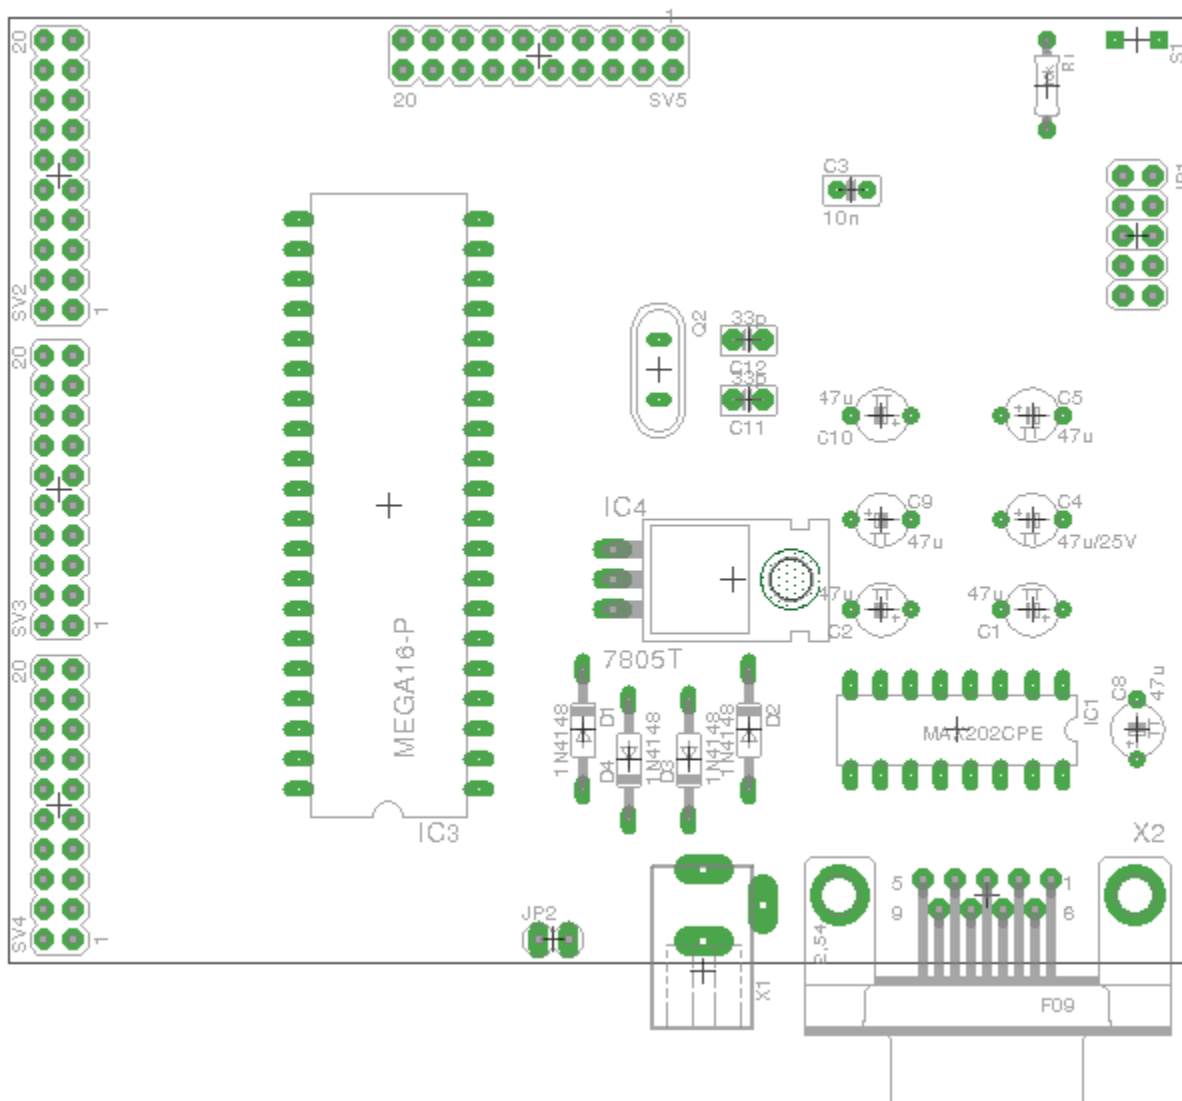 1
20
SV5
20
SV2
1
20
SV3
1
20
SV4
1
R1
S1
C3
10n
JP1
Q2
33p
C12
33p
C11
47u
C10
C5
47u
IC4
7805T
C9
47u
C4
47u/25V
47u
C2
47u
C1
MEGA16-P
IC3
1N4148
D1
D4
1N4148
D3
1N4148
1N4148
D2
MAX202CPE
IC1
C8
47u
X2
5
1
9
6
2,54
F09
JP2
X1